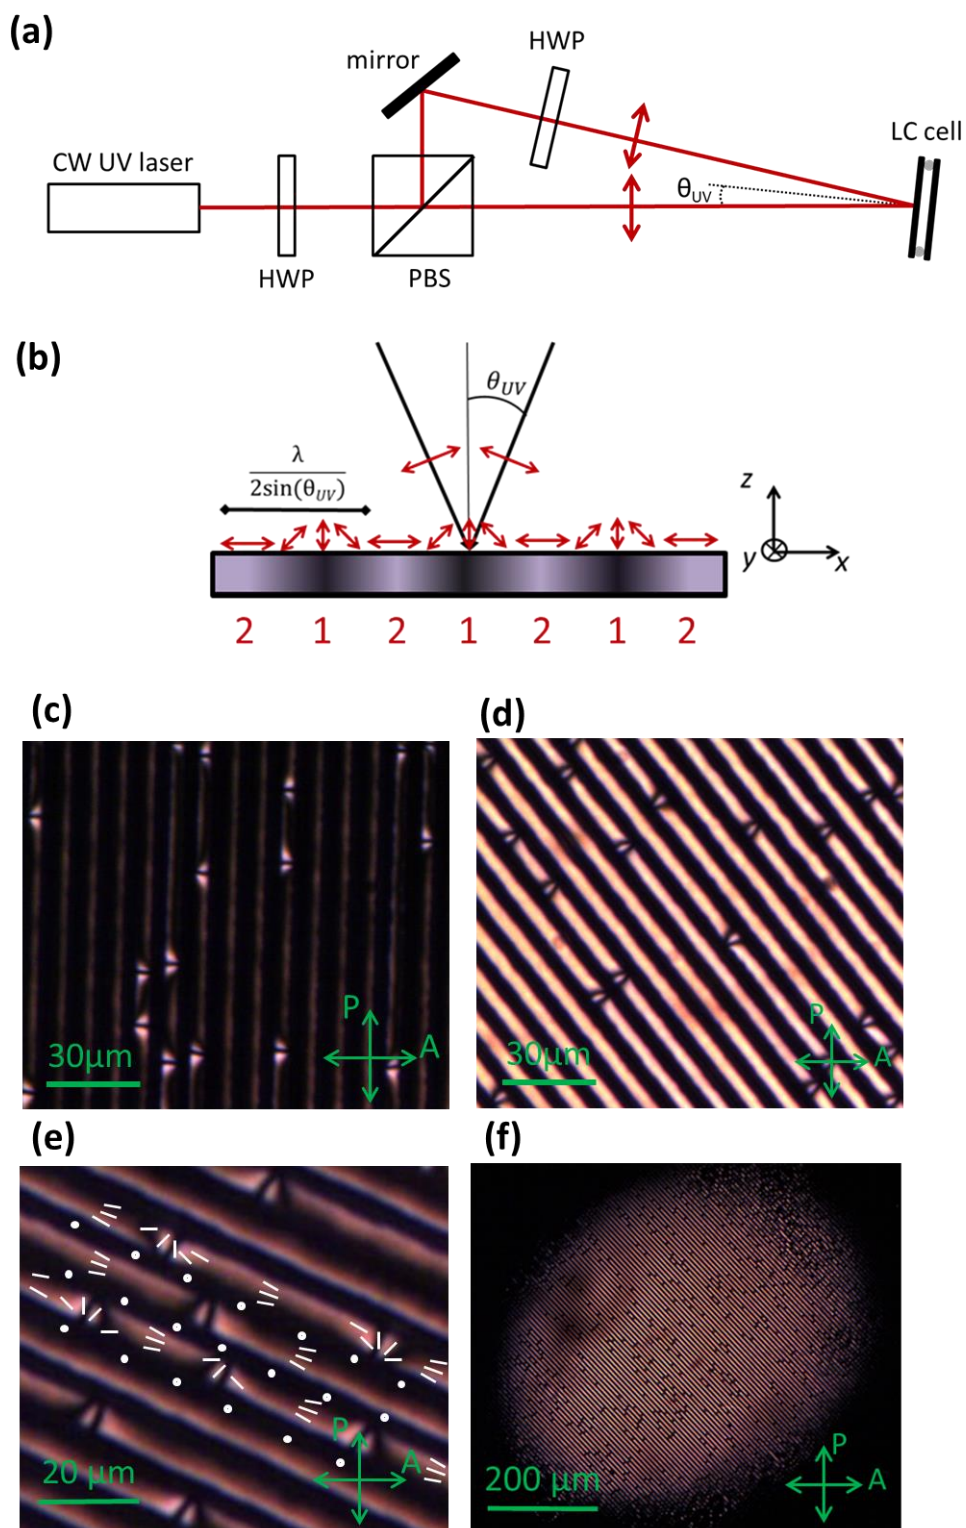 (a)
HWP
mirror
LC cell
CW UV laser
θUV
HWP
PBS
(b)
θUV
λ
2sin(θUV)
z
y
x
2 1 2 1 2 1 2
(c)
(d)
P
A
30μm
P
A
30μm
(e)
(f)
P
A
20 μm
P
A
200 μm